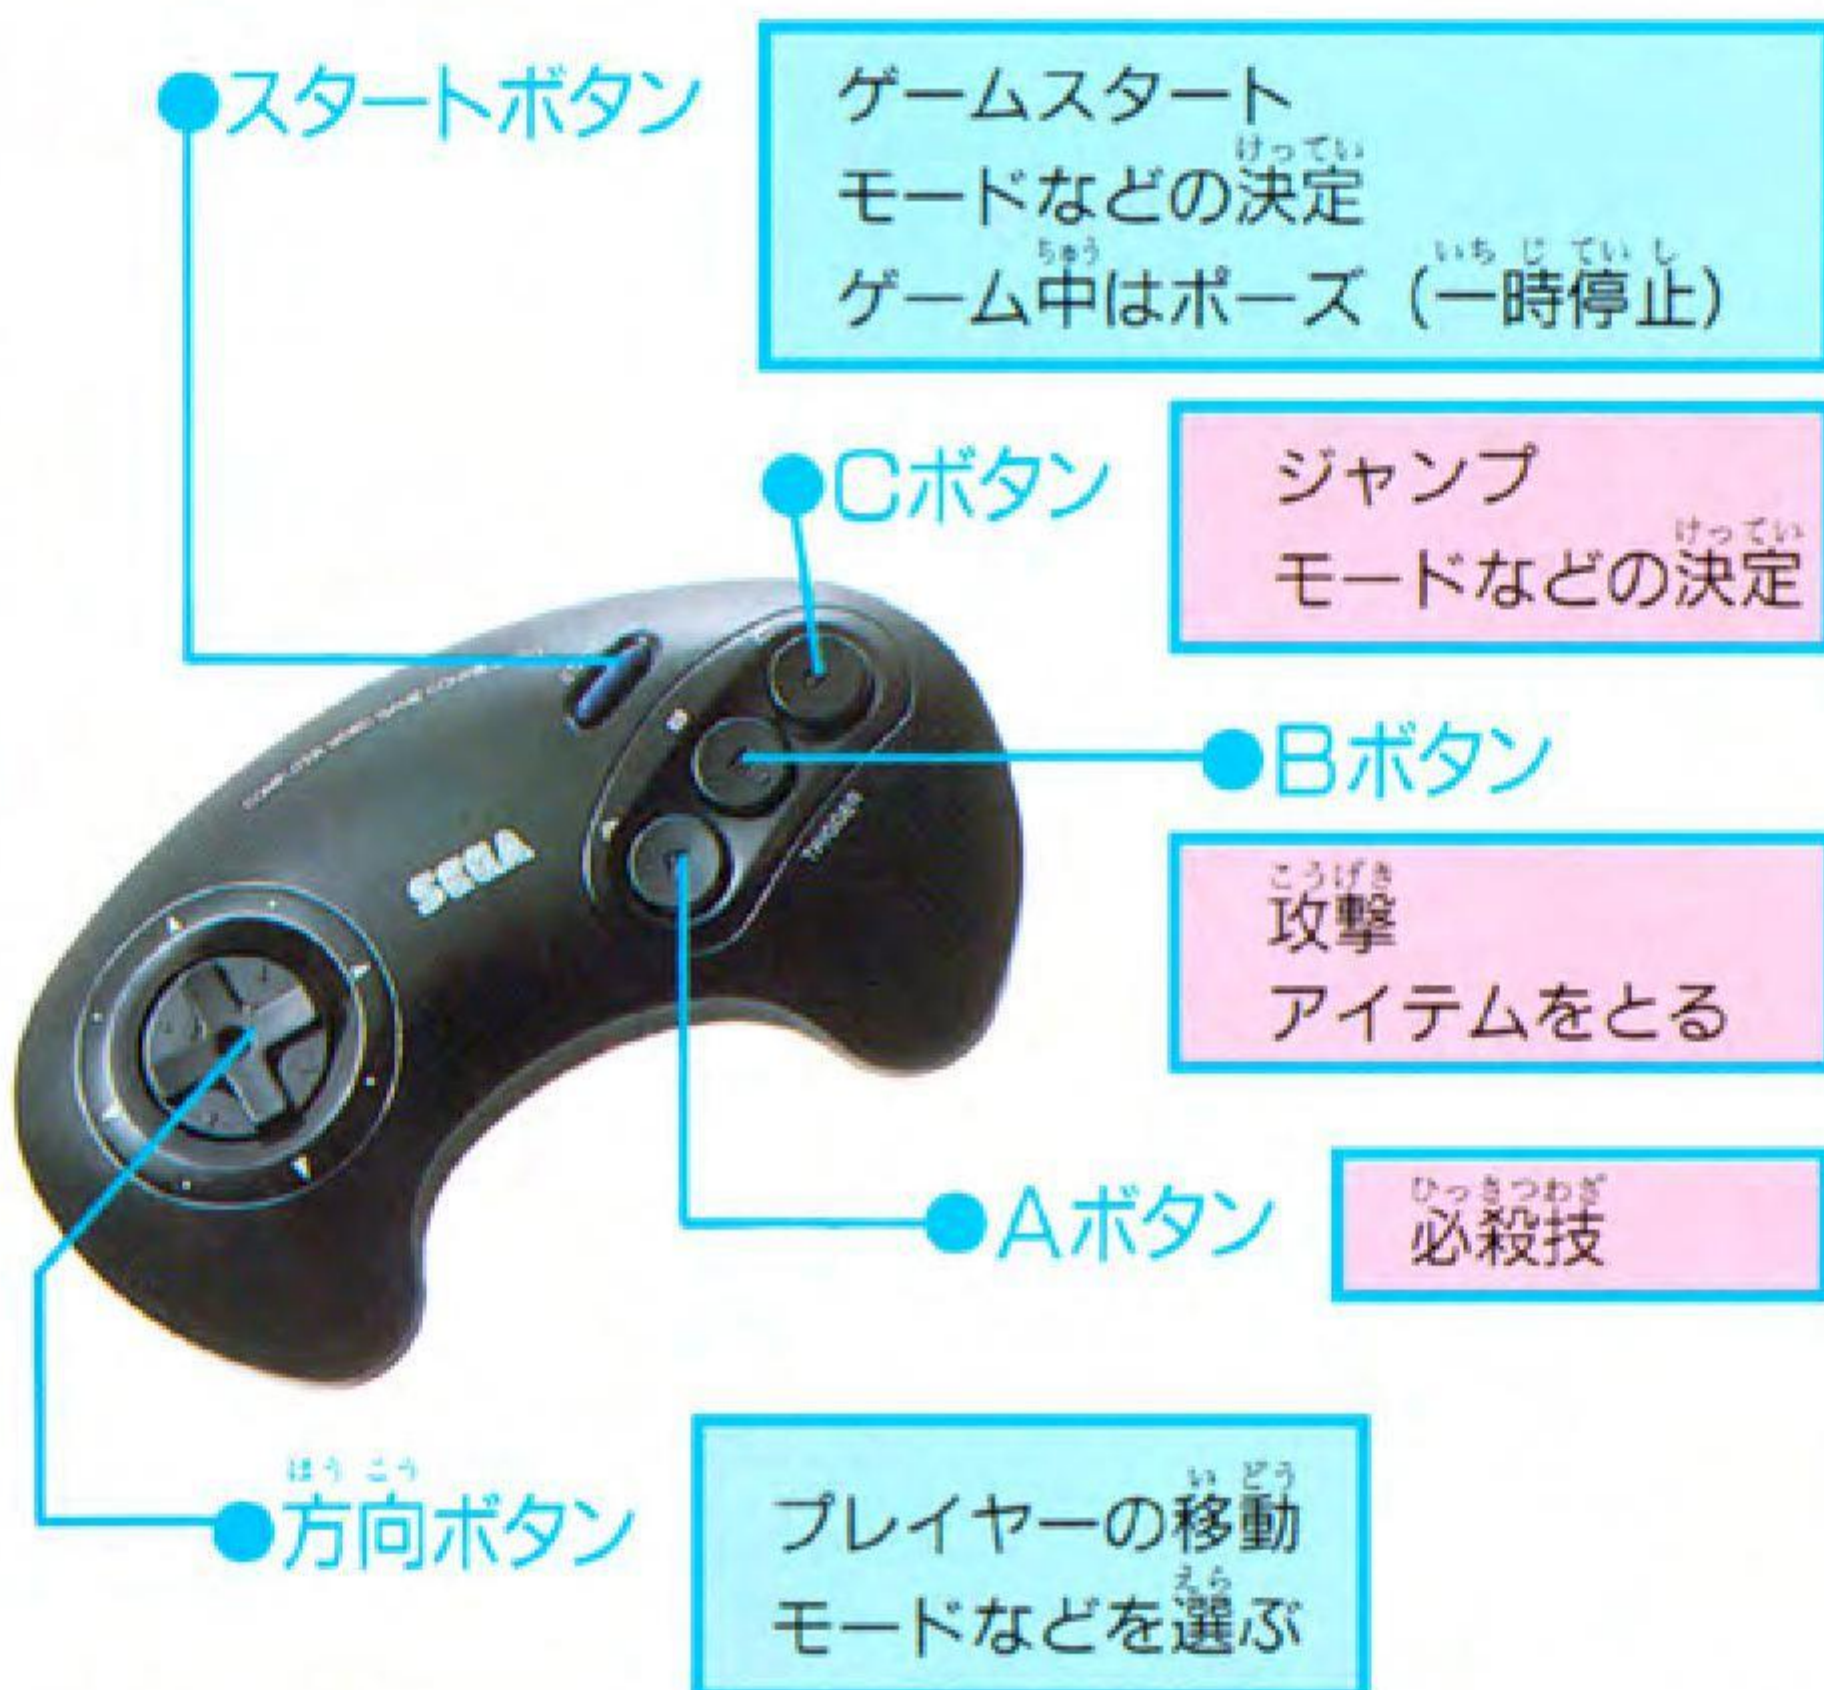 スタートボタン
ゲームスタート
けってい
モードなどの決定
ちゅう いちじていし
ゲーム中はポーズ（一時停止）
Cボタン
ジャンプ
けってい
モードなどの決定
Bボタン
こうげき
攻撃
アイテムをとる
SEGA
A
B
TRIGGER
Aボタン
ひっさつわざ
必殺技
ほうこう
方向ボタン
いどう
プレイヤーの移動
えら
モードなどを選ぶ